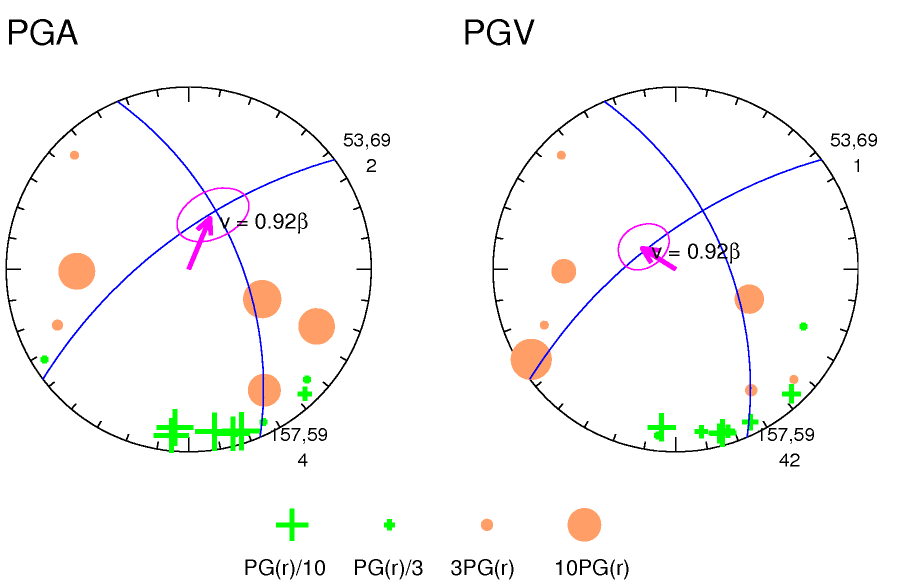 PGA
PGV
53,69
2
53,69
1
v = 0.92β
v = 0.92β
157,59
4
157,59
42
PG(r)/10
PG(r)/3
3PG(r)
10PG(r)